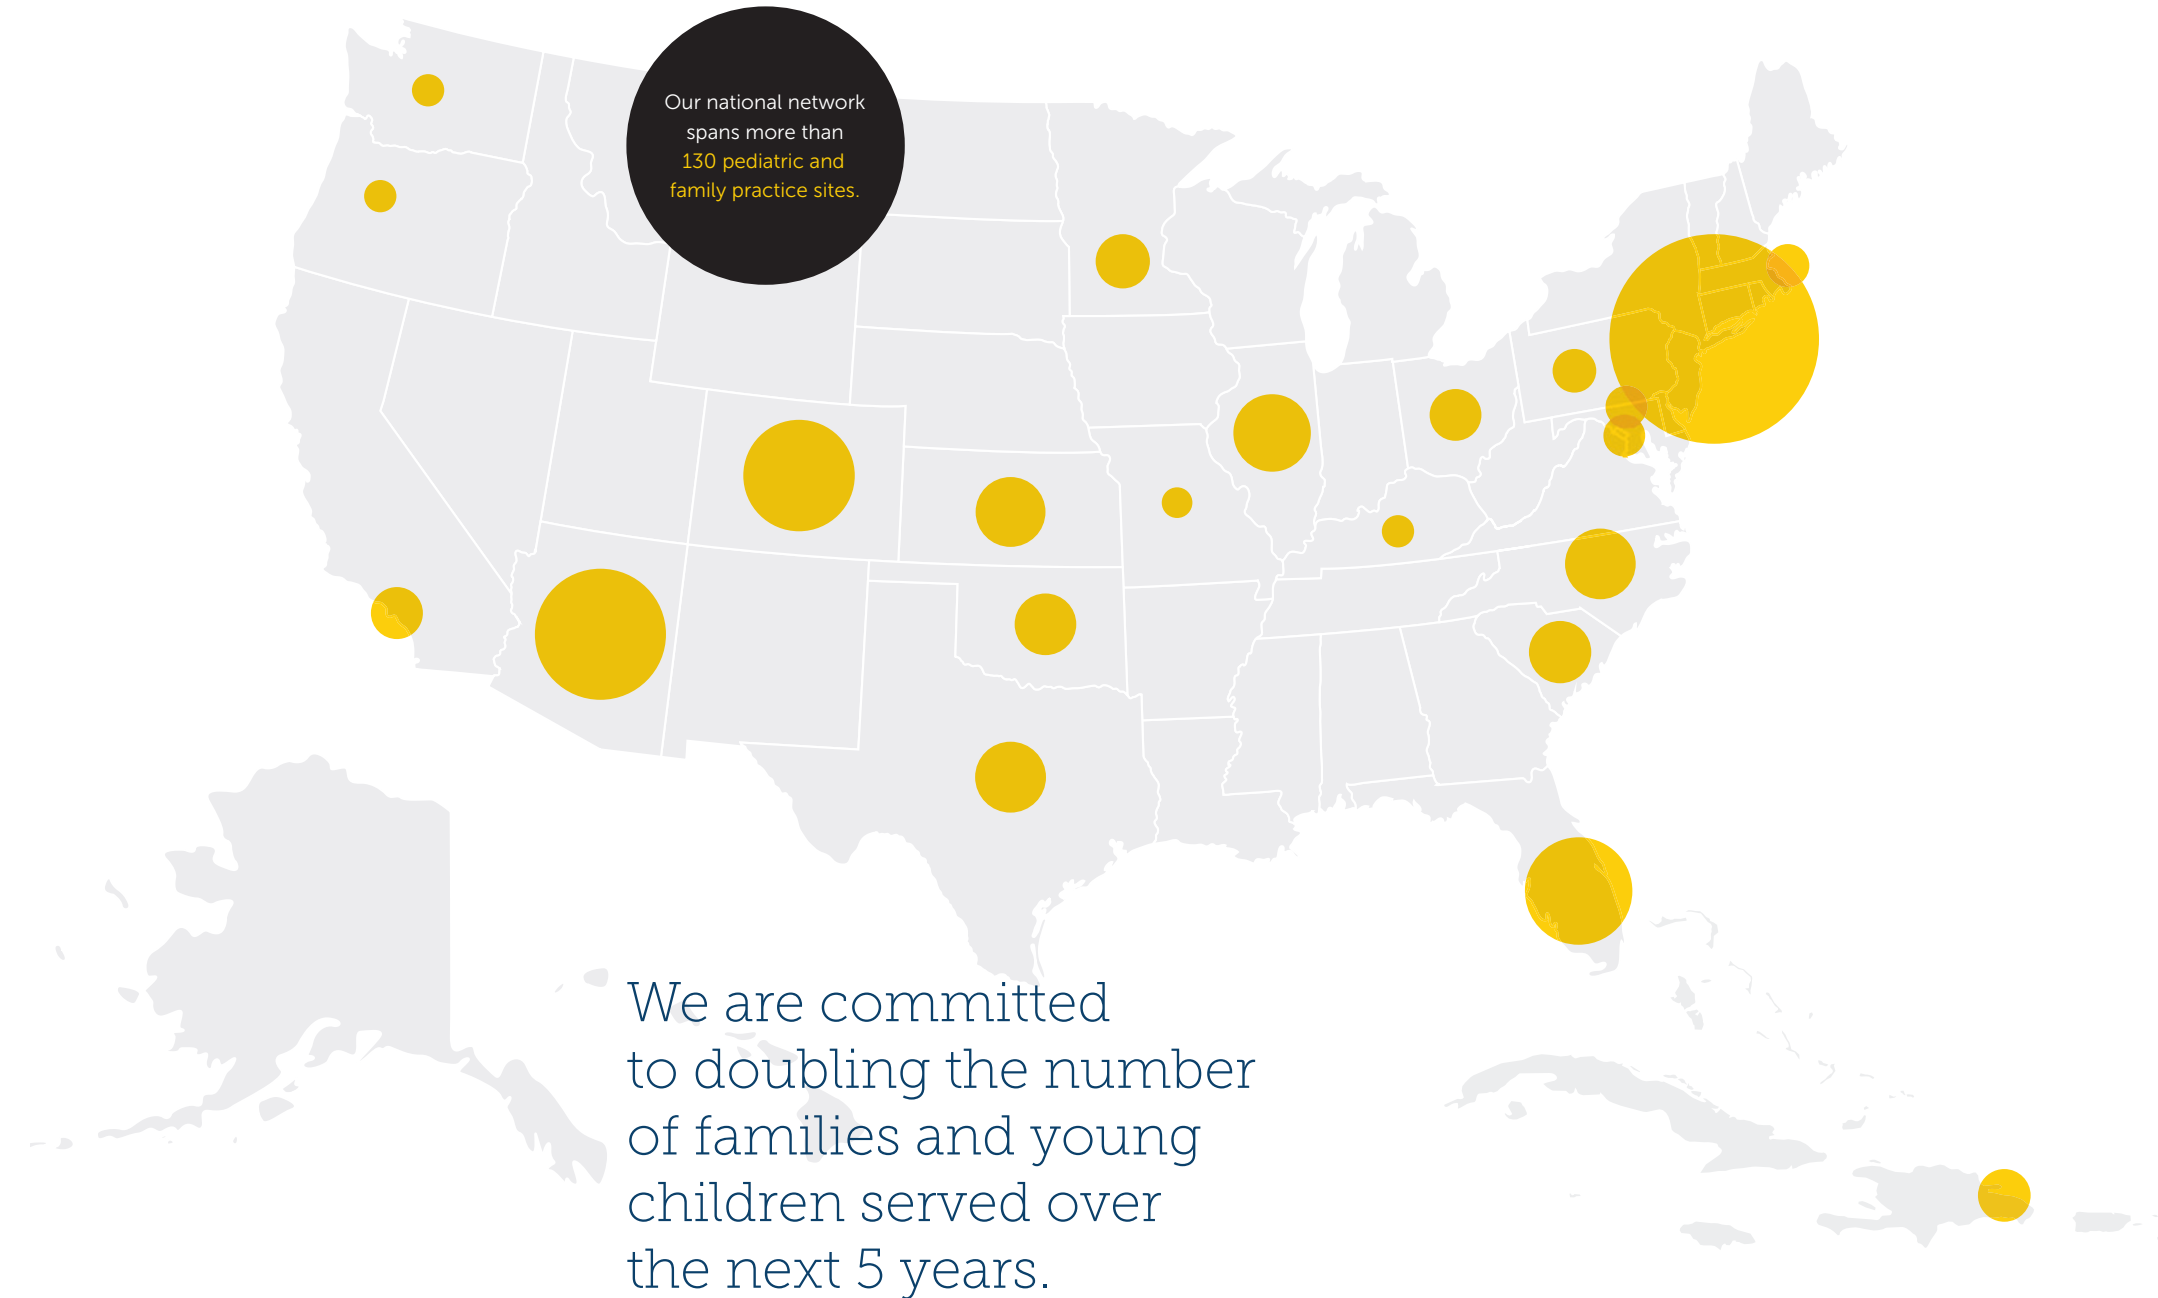 Our national network
spans more than
130 pediatric and
family practice sites.
We are committed
to doubling the number
of families and young
children served over
the next 5 years.